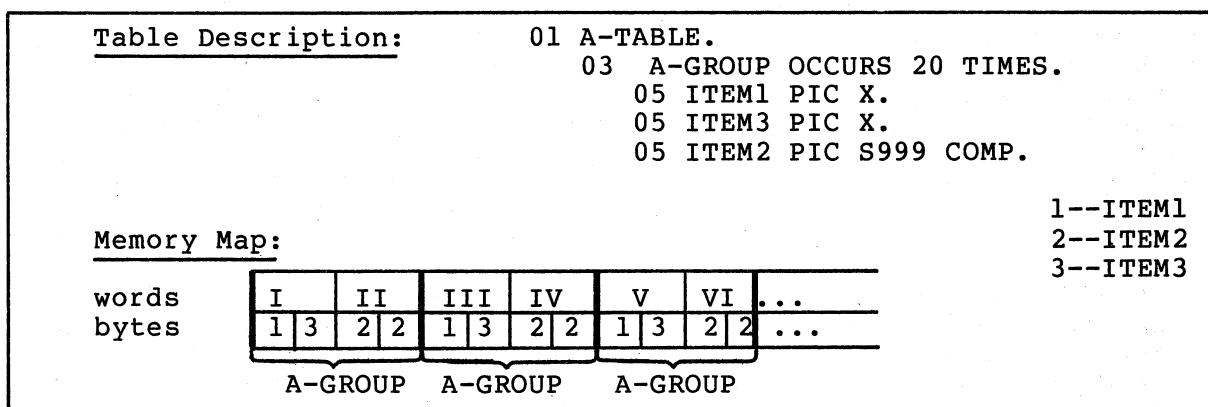 Table Description: 01 A-TABLE.
03 A-GROUP OCCURS 20 TIMES.
05 ITEM1 PIC X.
05 ITEM3 PIC X.
05 ITEM2 PIC S999 COMP.
1--ITEM1
Memory Map: 2--ITEM2
3--ITEM3
words I II III IV V VI ...
bytes 1 3 2 2 1 3 2 2 1 3 2 2 ...
A-GROUP A-GROUP A-GROUP